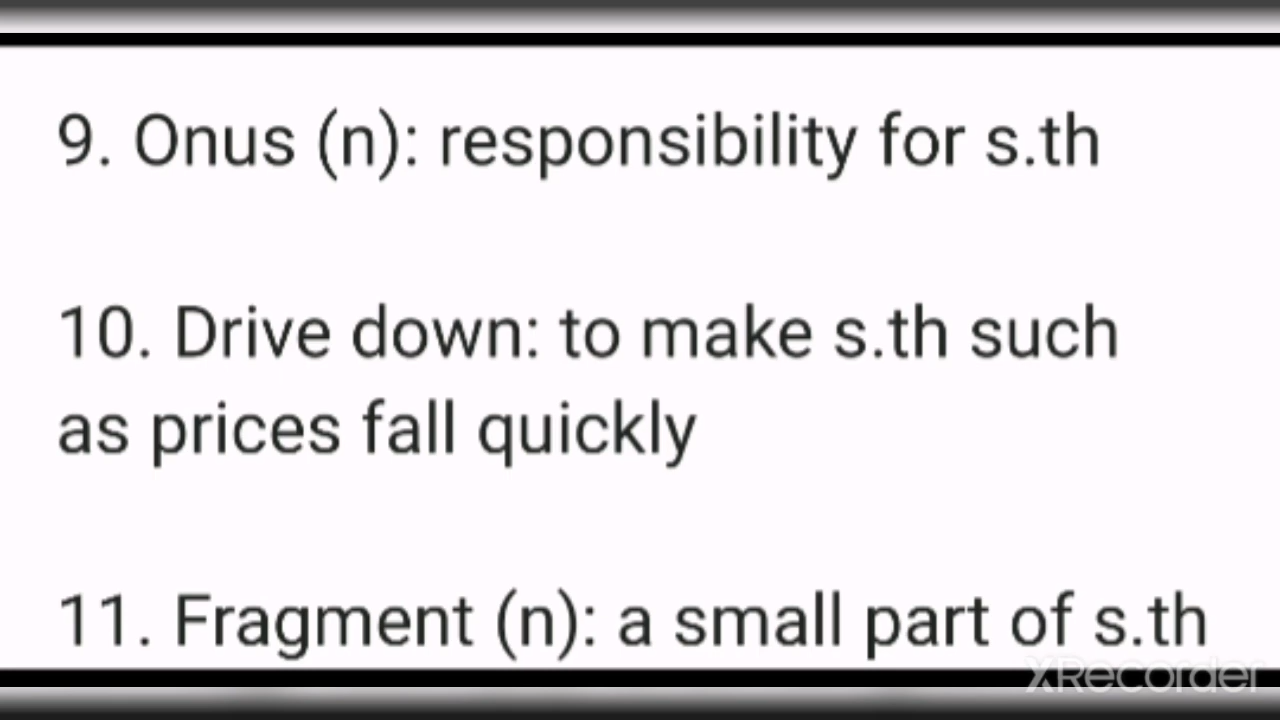 9. Onus (n): responsibility for s.th
10. Drive down: to make s.th such
as prices fall quickly
11. Fragment (n): a small part of s.th
XRecorder